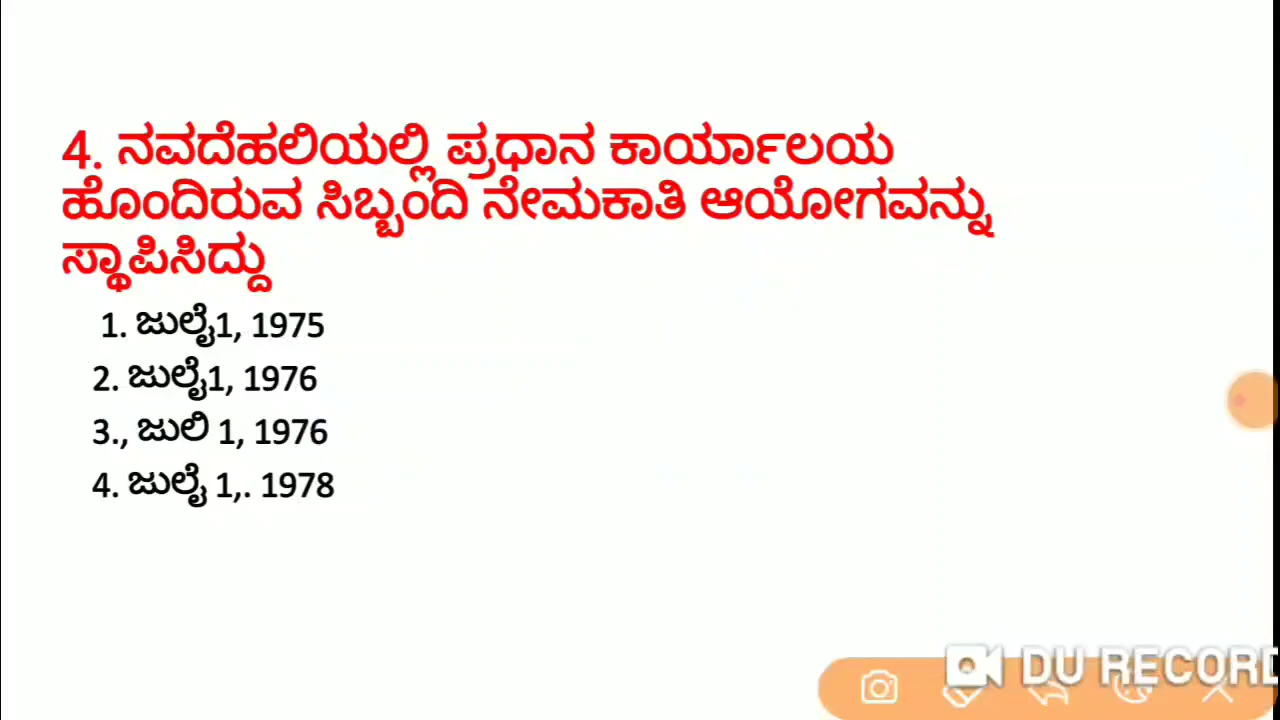 4. ನವದೆಹಲಿಯಲ್ಲಿ ಪ್ರಧಾನ ಕಾರ್ಯಾಲಯ
ಹೊಂದಿರುವ ಸಿಬ್ಬಂದಿ ನೇಮಕಾತಿ ಆಯೋಗವನ್ನು
ಸ್ಥಾಪಿಸಿದ್ದು
1. ಜುಲೈ1, 1975
2. ಜುಲೈ1, 1976
3., ಜುಲಿ 1, 1976
4. ಜುಲೈ 1,. 1978
DU RECORD